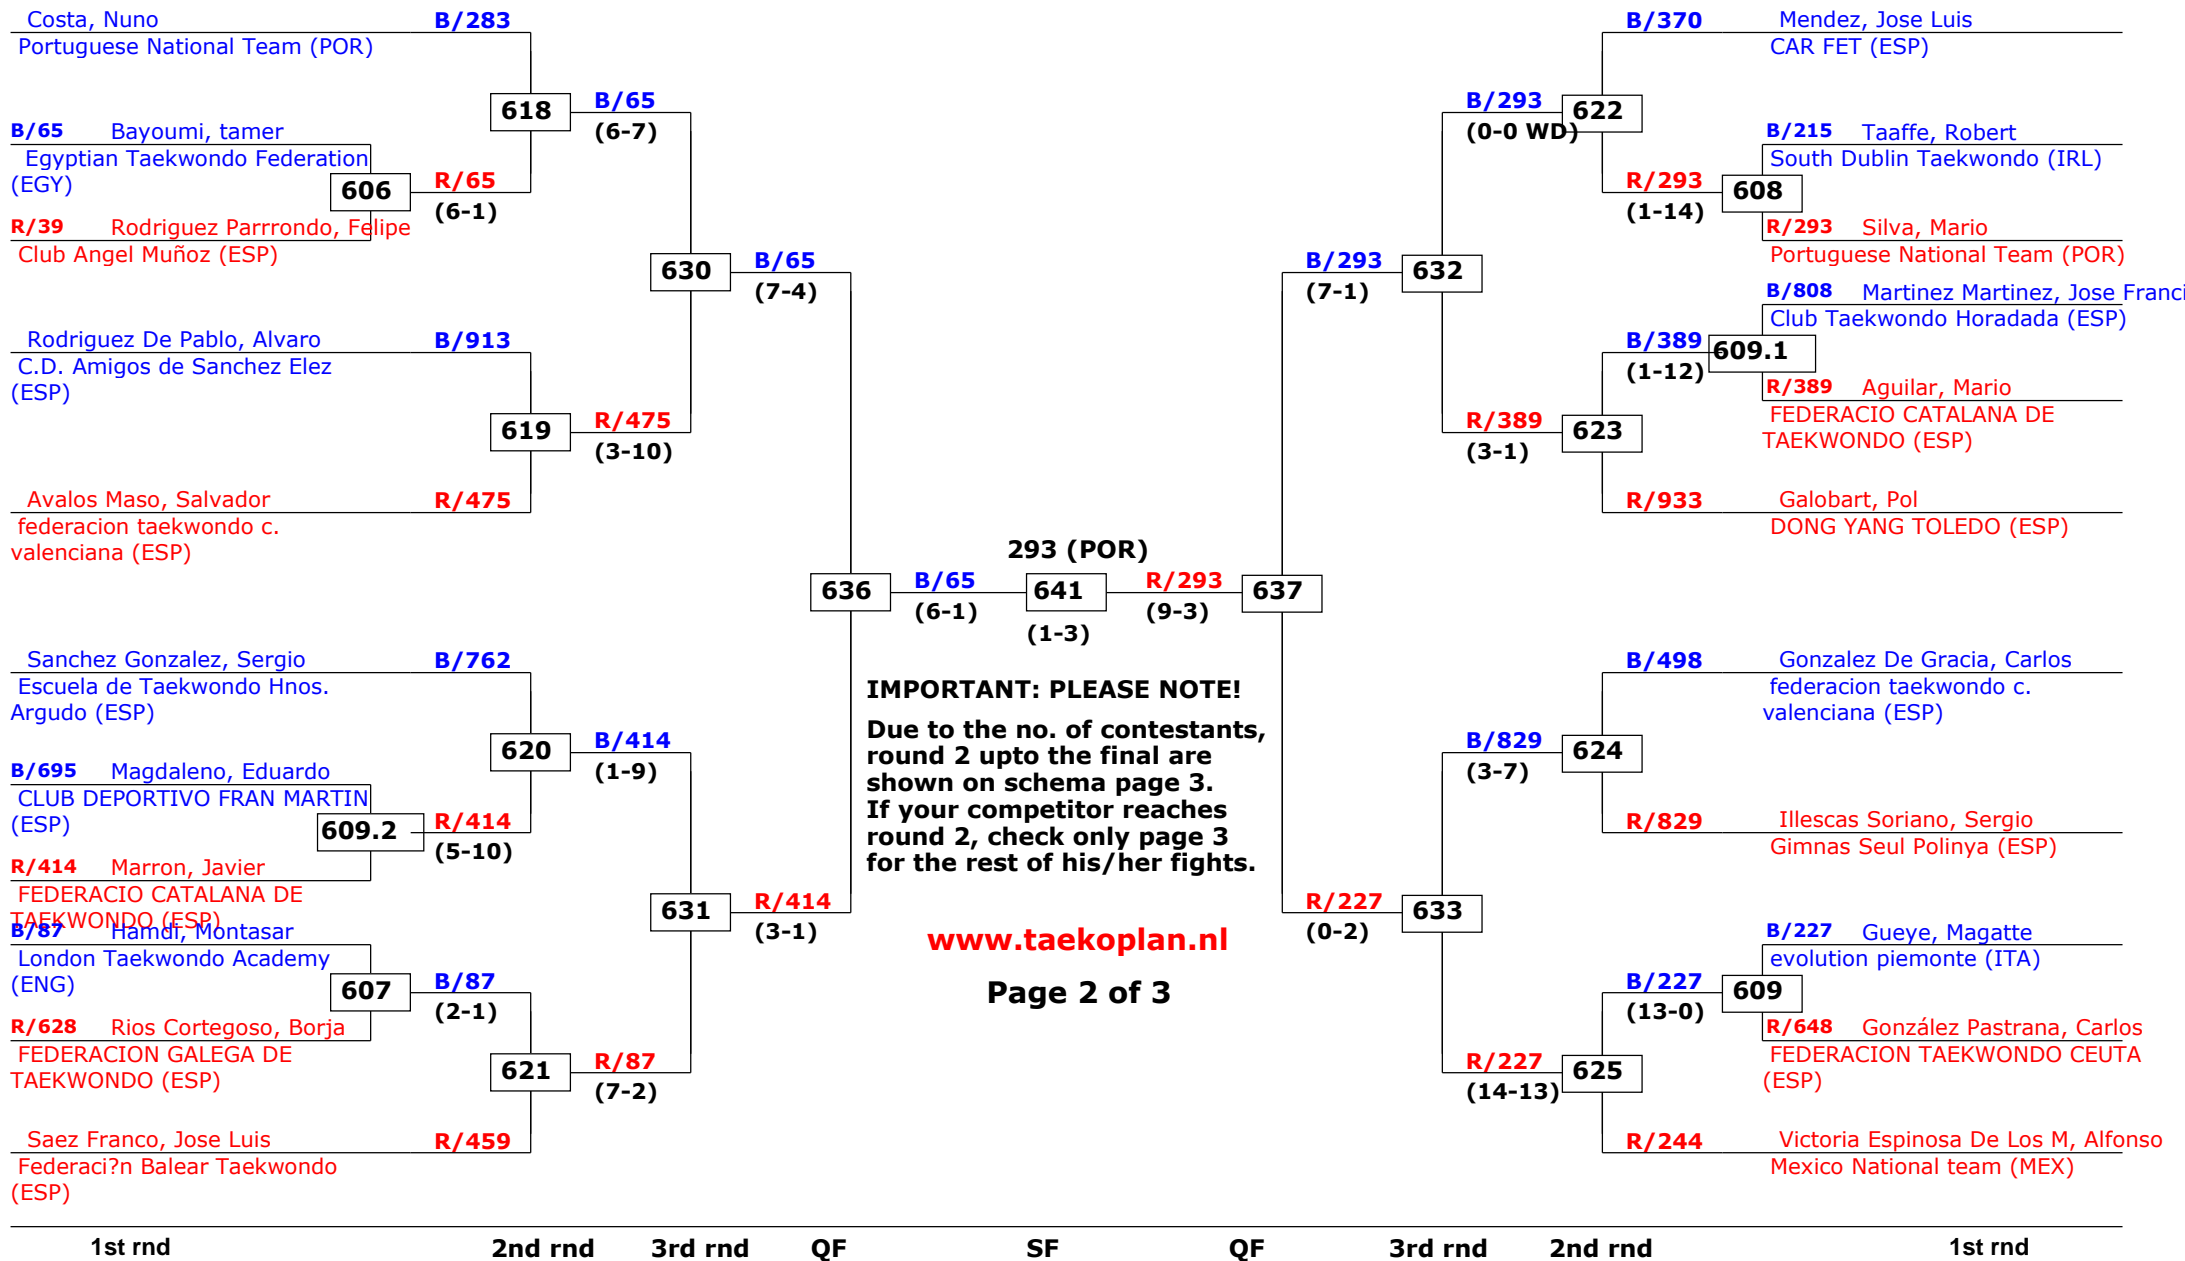 Costa, Nuno
B/283
Portuguese National Team (POR)
618
B/65
(6-7)
B/65 Bayoumi, tamer
Egyptian Taekwondo Federation
(EGY)
606
R/65
(6-1)
R/39 Rodriguez Parrrondo, Felipe
Club Angel Muñoz (ESP)
630
B/65
(7-4)
Rodriguez De Pablo, Alvaro
B/913
C.D. Amigos de Sanchez Elez
(ESP)
619
R/475
(3-10)
Avalos Maso, Salvador
R/475
federacion taekwondo c.
valenciana (ESP)
636
B/65
(6-1)
293 (POR)
641
(1-3)
R/293
(9-3)
637
Sanchez Gonzalez, Sergio
B/762
Escuela de Taekwondo Hnos.
Argudo (ESP)
620
B/414
(1-9)
B/695 Magdaleno, Eduardo
CLUB DEPORTIVO FRAN MARTIN
(ESP)
609.2
R/414
(5-10)
R/414 Marron, Javier
FEDERACIO CATALANA DE
TAEKWONDO (ESP)
631
R/414
(3-1)
B/87 Hamdi, Montasar
London Taekwondo Academy
(ENG)
607
B/87
(2-1)
R/628 Rios Cortegoso, Borja
FEDERACION GALEGA DE
TAEKWONDO (ESP)
621
R/87
(7-2)
Saez Franco, Jose Luis
R/459
Federaci?n Balear Taekwondo
(ESP)
IMPORTANT: PLEASE NOTE!
Due to the no. of contestants,
round 2 upto the final are
shown on schema page 3.
If your competitor reaches
round 2, check only page 3
for the rest of his/her fights.
www.taekoplan.nl
Page 2 of 3
B/370
Mendez, Jose Luis
CAR FET (ESP)
B/293
(0-0 WD)
622
B/215 Taaffe, Robert
South Dublin Taekwondo (IRL)
R/293
(1-14)
608
R/293 Silva, Mario
Portuguese National Team (POR)
B/293
(7-1)
632
B/808 Martinez Martinez, Jose Franci
Club Taekwondo Horadada (ESP)
B/389
(1-12)
609.1
R/389 Aguilar, Mario
FEDERACIO CATALANA DE
TAEKWONDO (ESP)
R/389
(3-1)
623
R/933
Galobart, Pol
DONG YANG TOLEDO (ESP)
B/498
Gonzalez De Gracia, Carlos
federacion taekwondo c.
valenciana (ESP)
B/829
(3-7)
624
R/829
Illescas Soriano, Sergio
Gimnas Seul Polinya (ESP)
R/227
(0-2)
633
B/227 Gueye, Magatte
evolution piemonte (ITA)
B/227
(13-0)
609
R/648 González Pastrana, Carlos
FEDERACION TAEKWONDO CEUTA
(ESP)
R/227
(14-13)
625
R/244
Victoria Espinosa De Los M, Alfonso
Mexico National team (MEX)
1st rnd 2nd rnd 3rd rnd QF SF QF 3rd rnd 2nd rnd 1st rnd